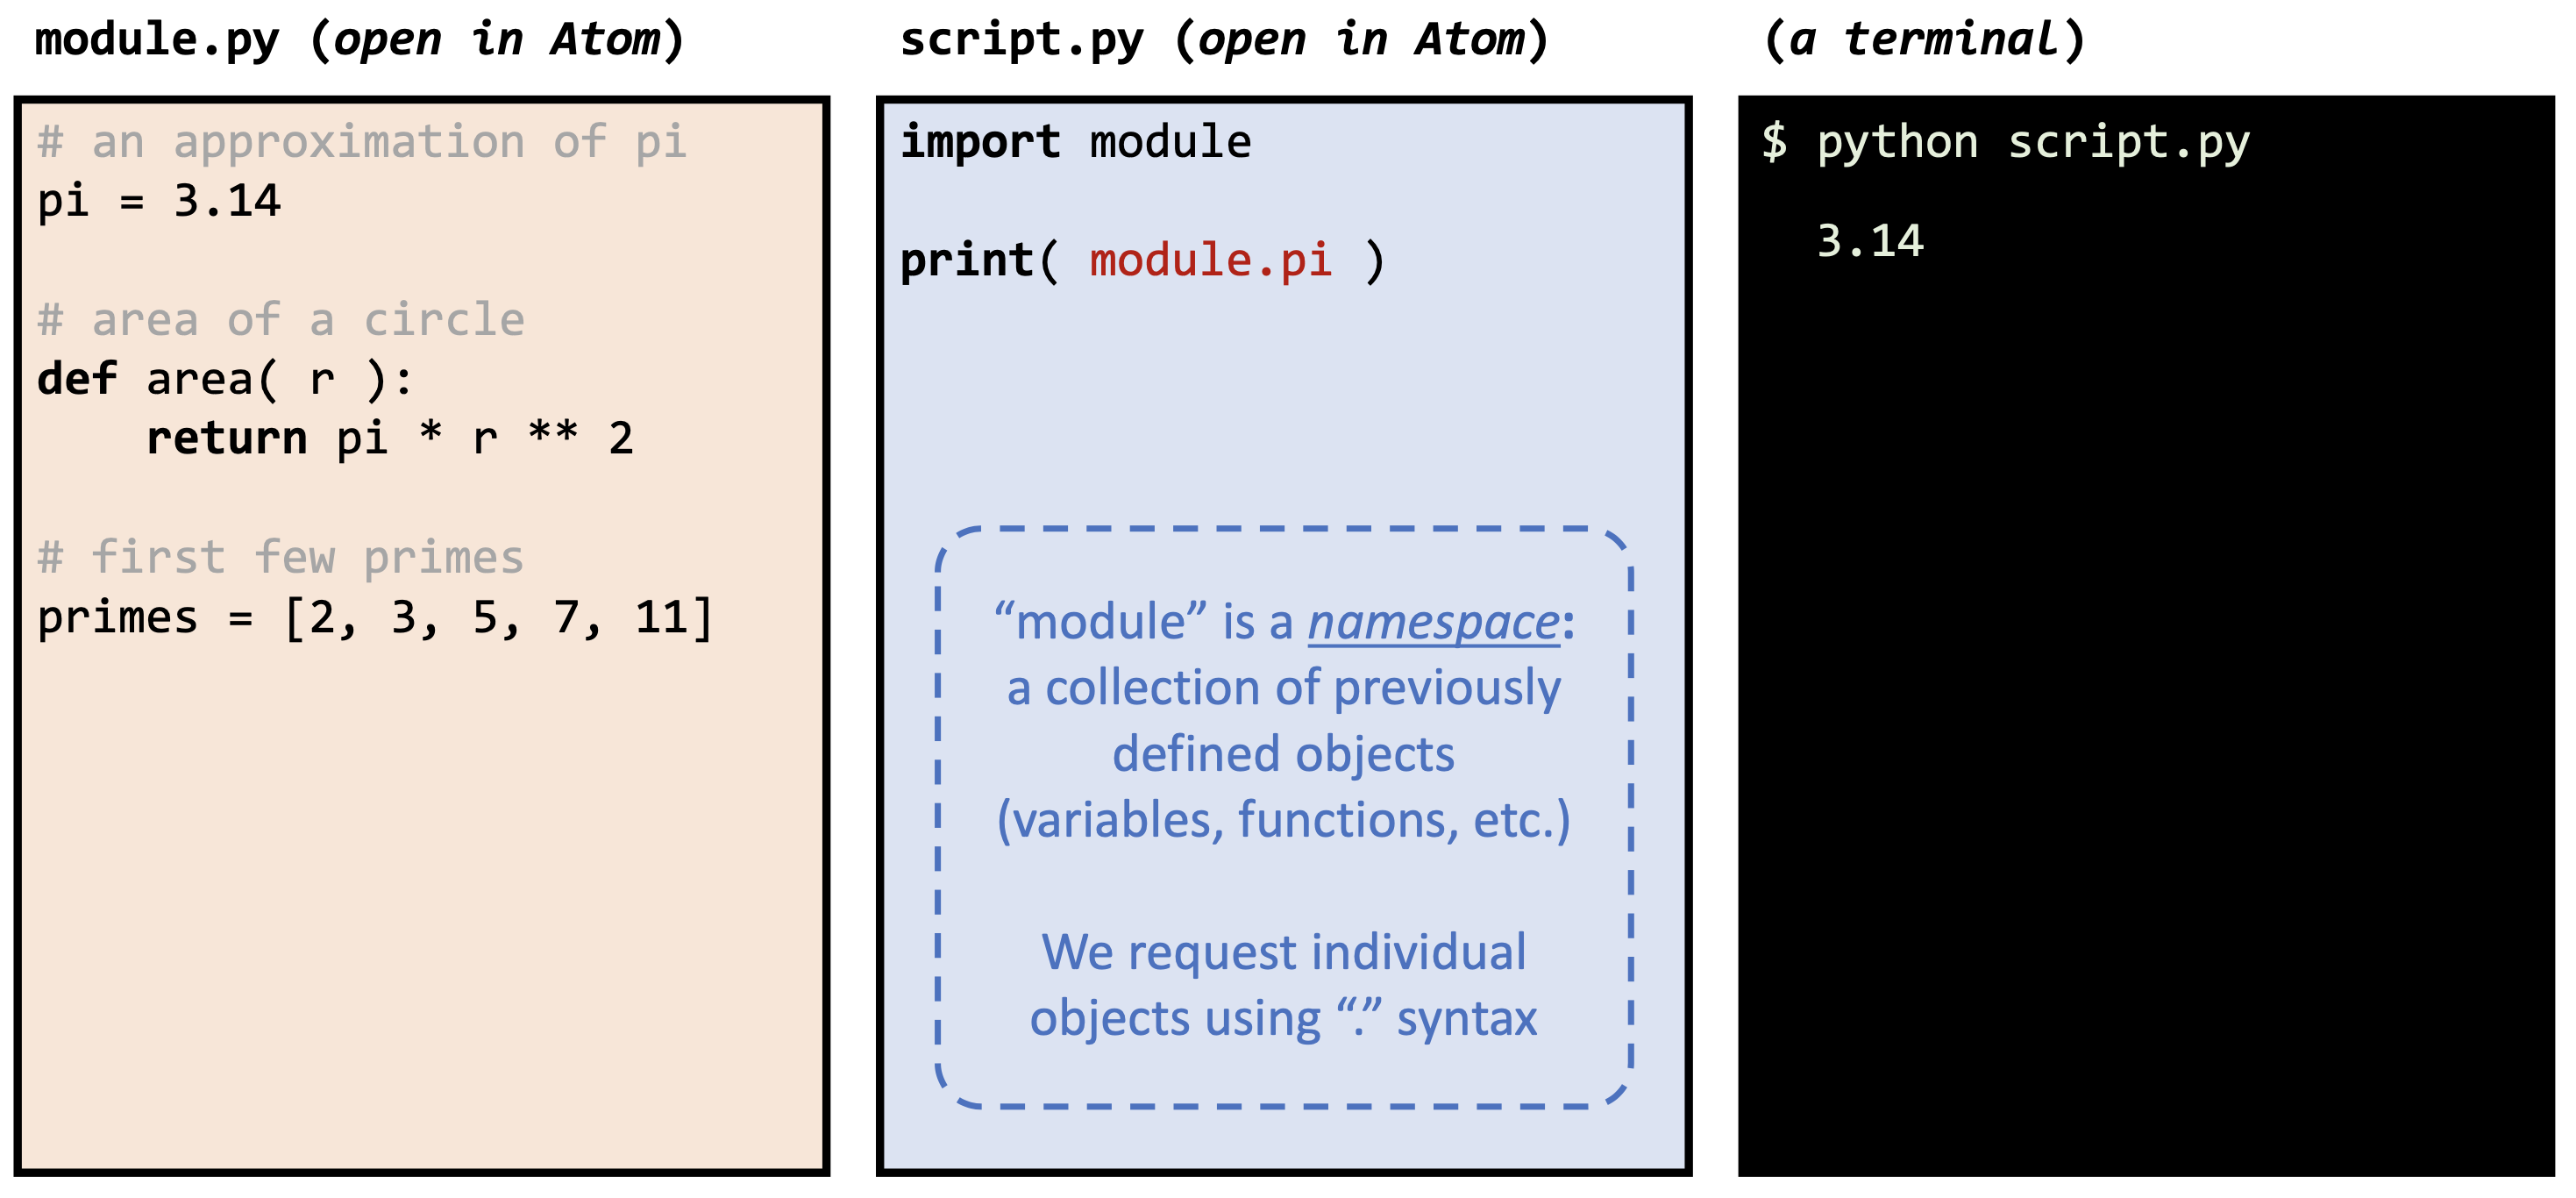 module.py (open in Atom)
# an approximation of pi
pi = 3.14
# area of a circle
def area( r ):
    return pi * r ** 2
# first few primes
primes = [2, 3, 5, 7, 11]
script.py (open in Atom)
import module
print( module.pi )
“module” is a namespace:
a collection of previously
defined objects
(variables, functions, etc.)
We request individual
objects using “.” syntax
(a terminal)
$ python script.py
  3.14